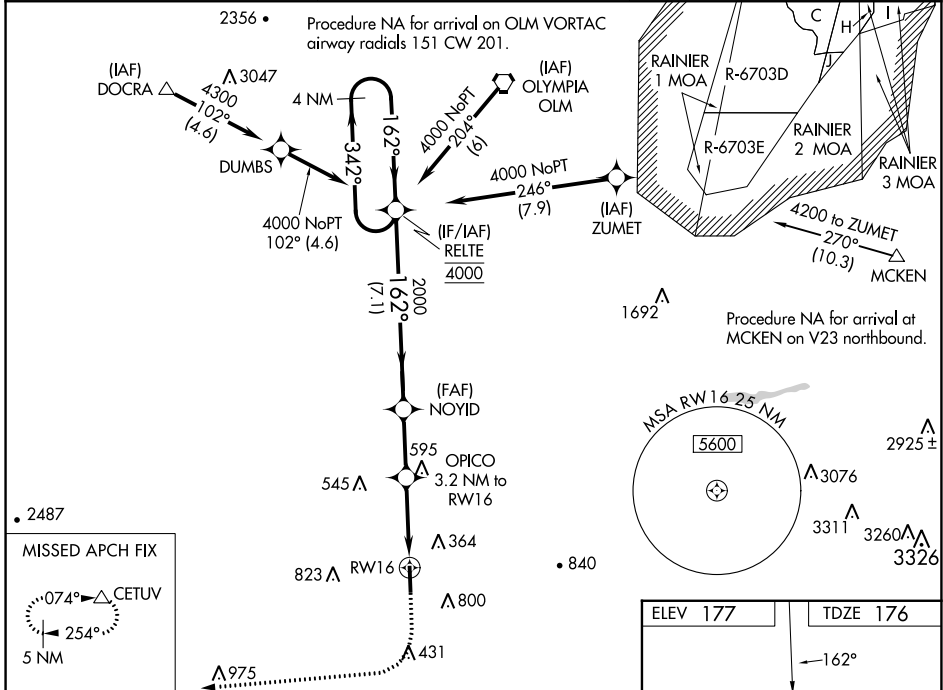 2356
Procedure NA for arrival on OLM VORTAC
airway radials 151 CW 201.
(IAF)
DOCRA
3047
4300
102°
(4.6)
DUMBS
4000 NoPT
102° (4.6)
4 NM
342°
162°
(IAF)
OLYMPIA
OLM
4000 NoPT
204°
(6)
4000 NoPT
246°
(7.9)
(IAF)
ZUMET
(IF/IAF)
RELTE
4000
2000
162°
(7.1)
C
H
I
J
RAINIER
1 MOA
R-6703D
R-6703E
RAINIER
2 MOA
RAINIER
3 MOA
4200 to ZUMET
270°
(10.3)
MCKEN
1692
Procedure NA for arrival at
MCKEN on V23 northbound.
(FAF)
NOYID
595
OPICO
3.2 NM to
RW16
545
MSA RW16 25 NM
5600
2925 ±
3076
3311
3260
3326
2487
364
823
RW16
840
800
431
975
MISSED APCH FIX
074°
CETUV
254°
5 NM
ELEV 177
TDZE 176
162°